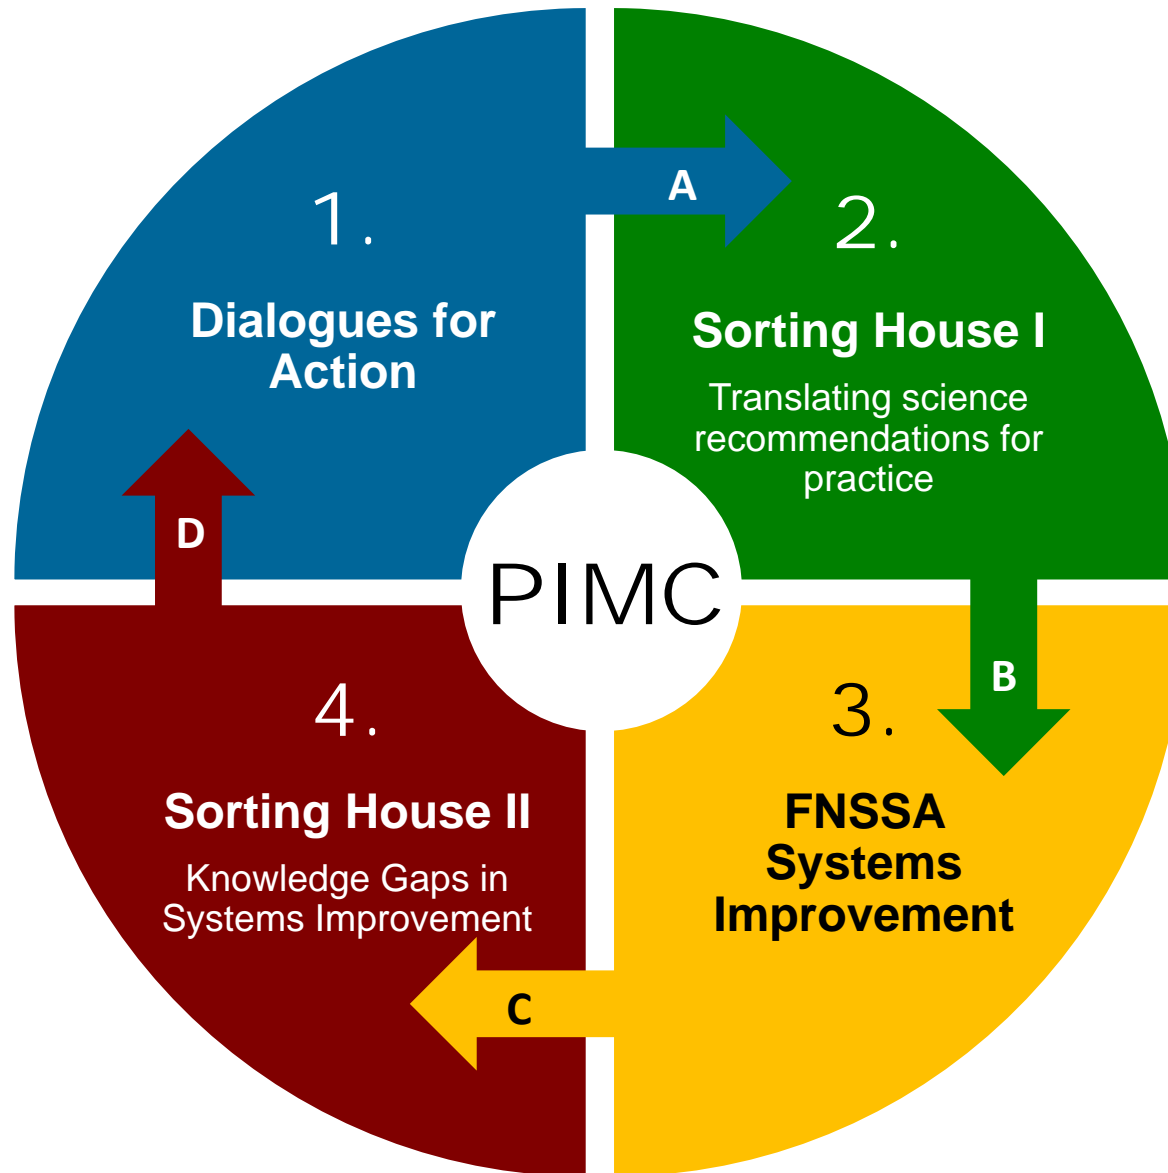 1.
Dialogues for
Action
A
2.
Sorting House I
Translating science
recommendations for
practice
B
3.
FNSSA
Systems
Improvement
C
4.
Sorting House II
Knowledge Gaps in
Systems Improvement
D
PIMC